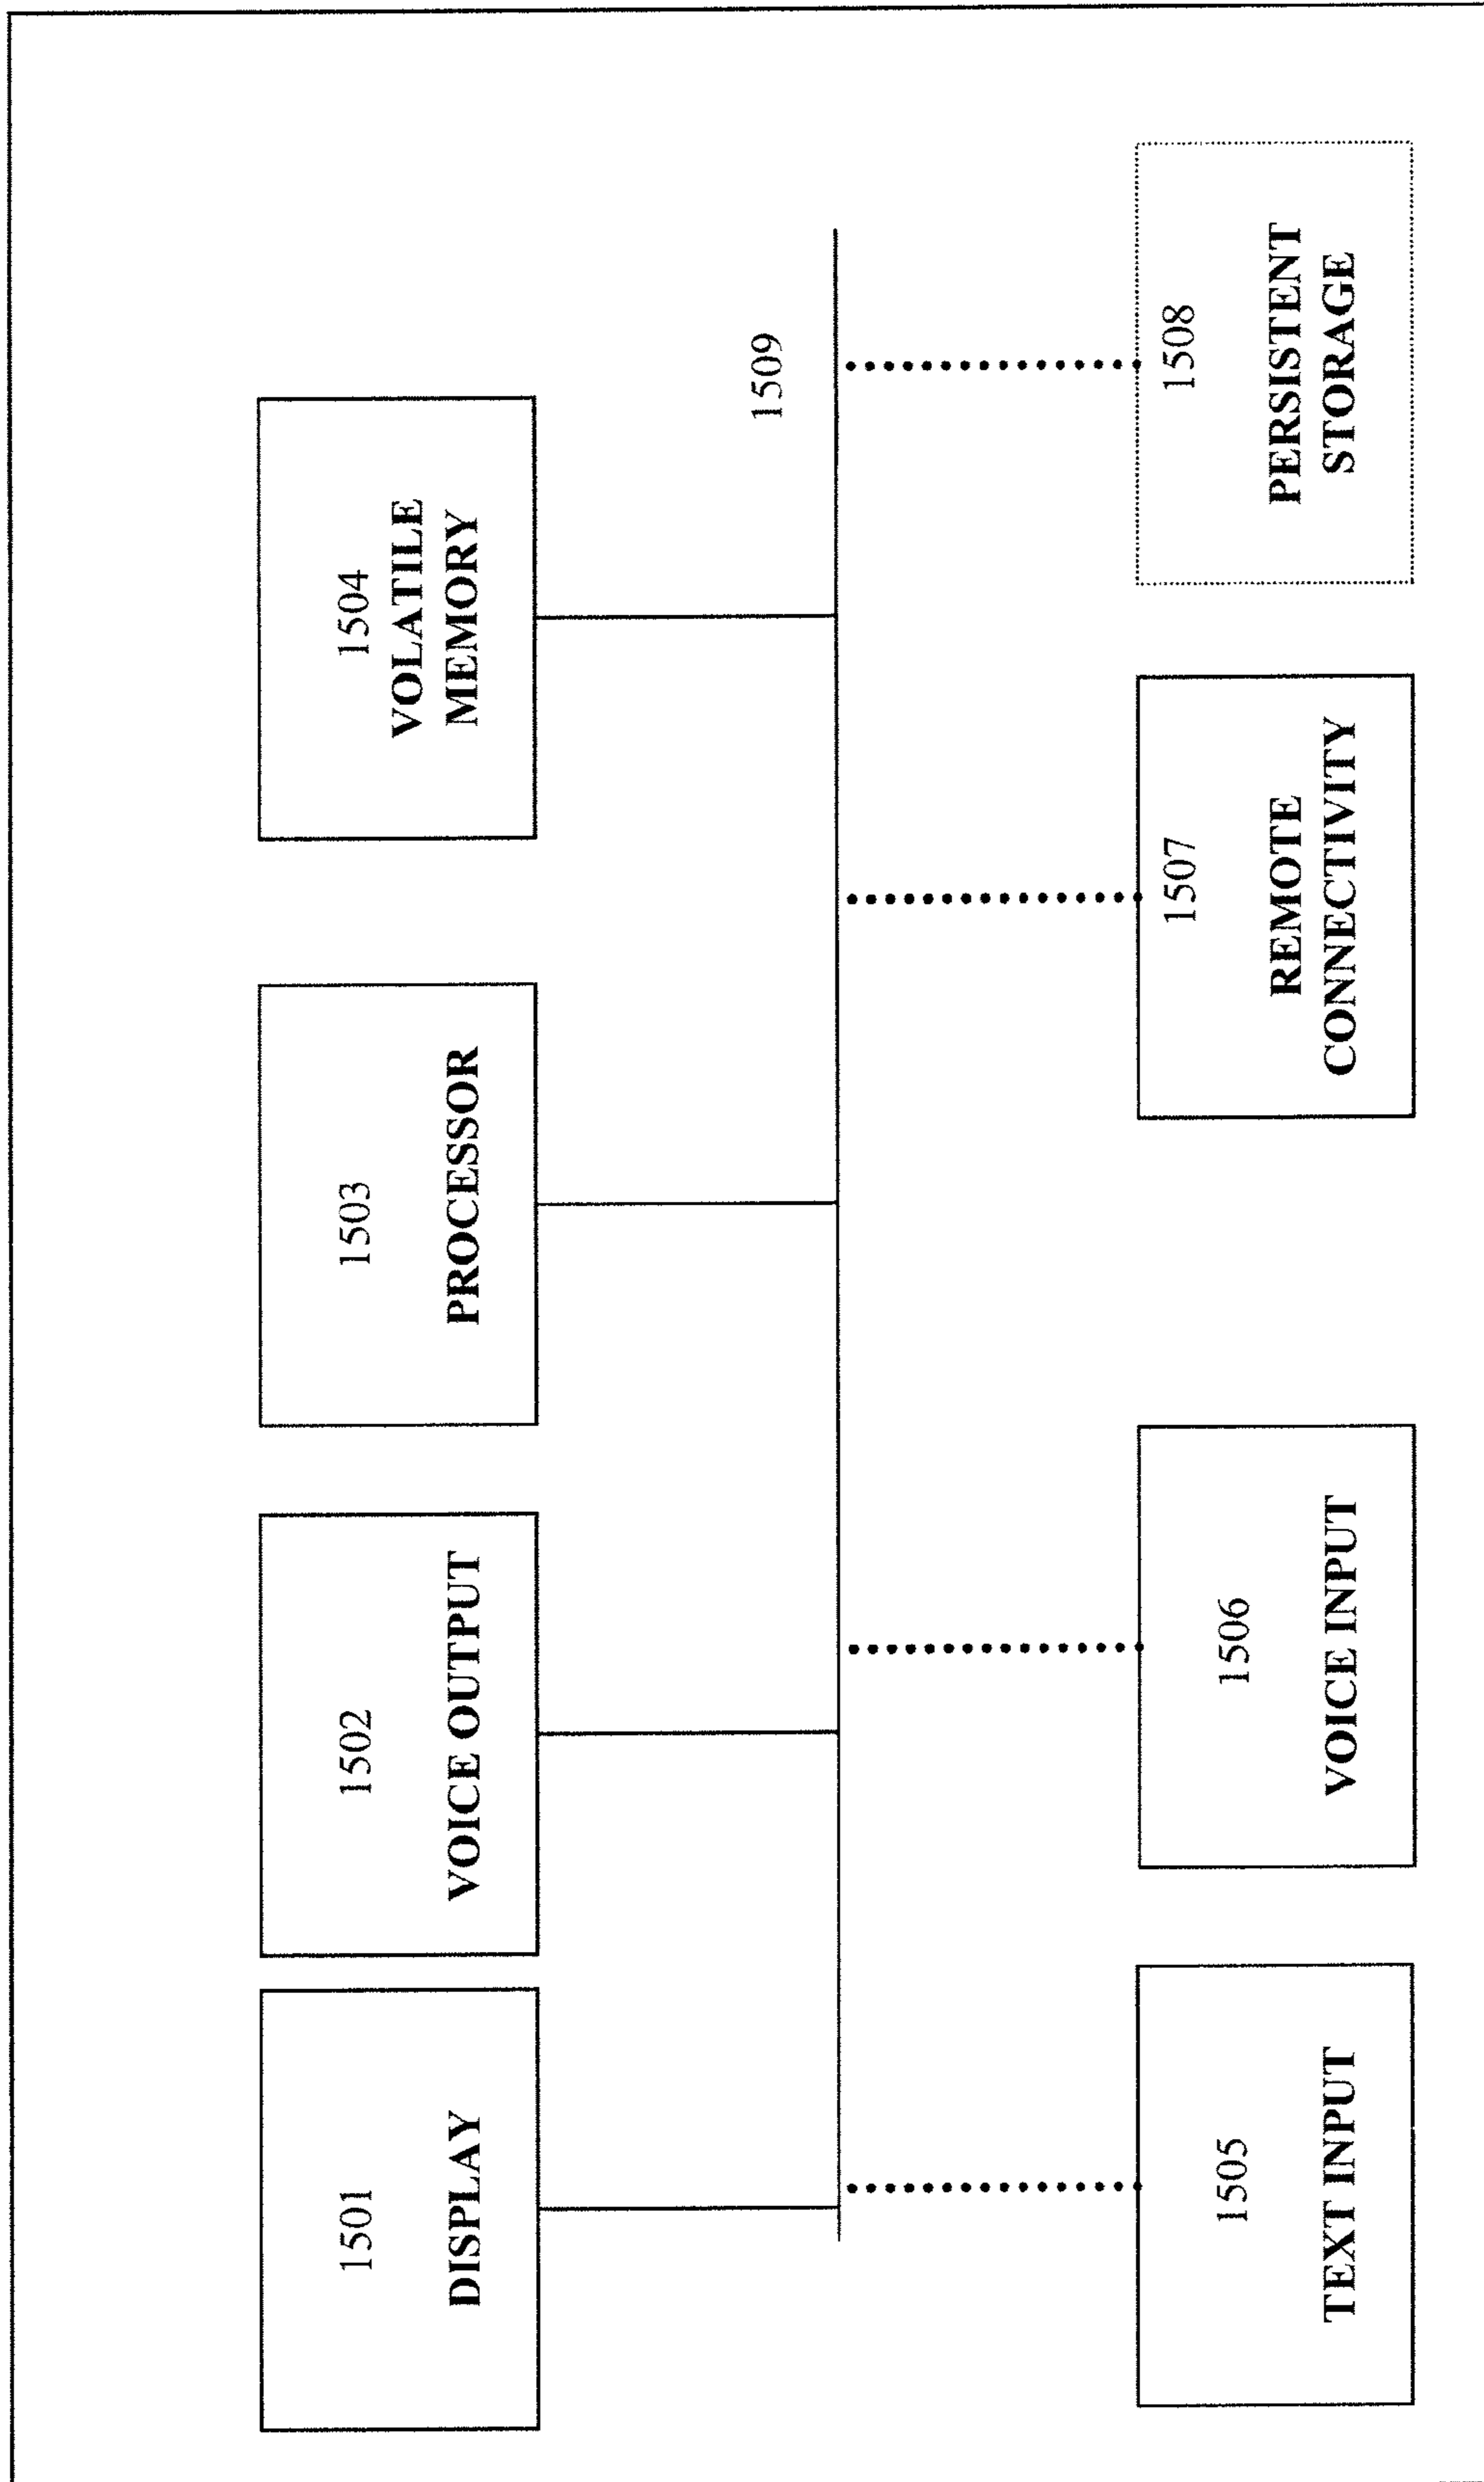 1501
DISPLAY
1502
VOICE OUTPUT
1503
PROCESSOR
1504
VOLATILE
MEMORY
1509
1505
TEXT INPUT
1506
VOICE INPUT
1507
REMOTE
CONNECTIVITY
1508
PERSISTENT
STORAGE